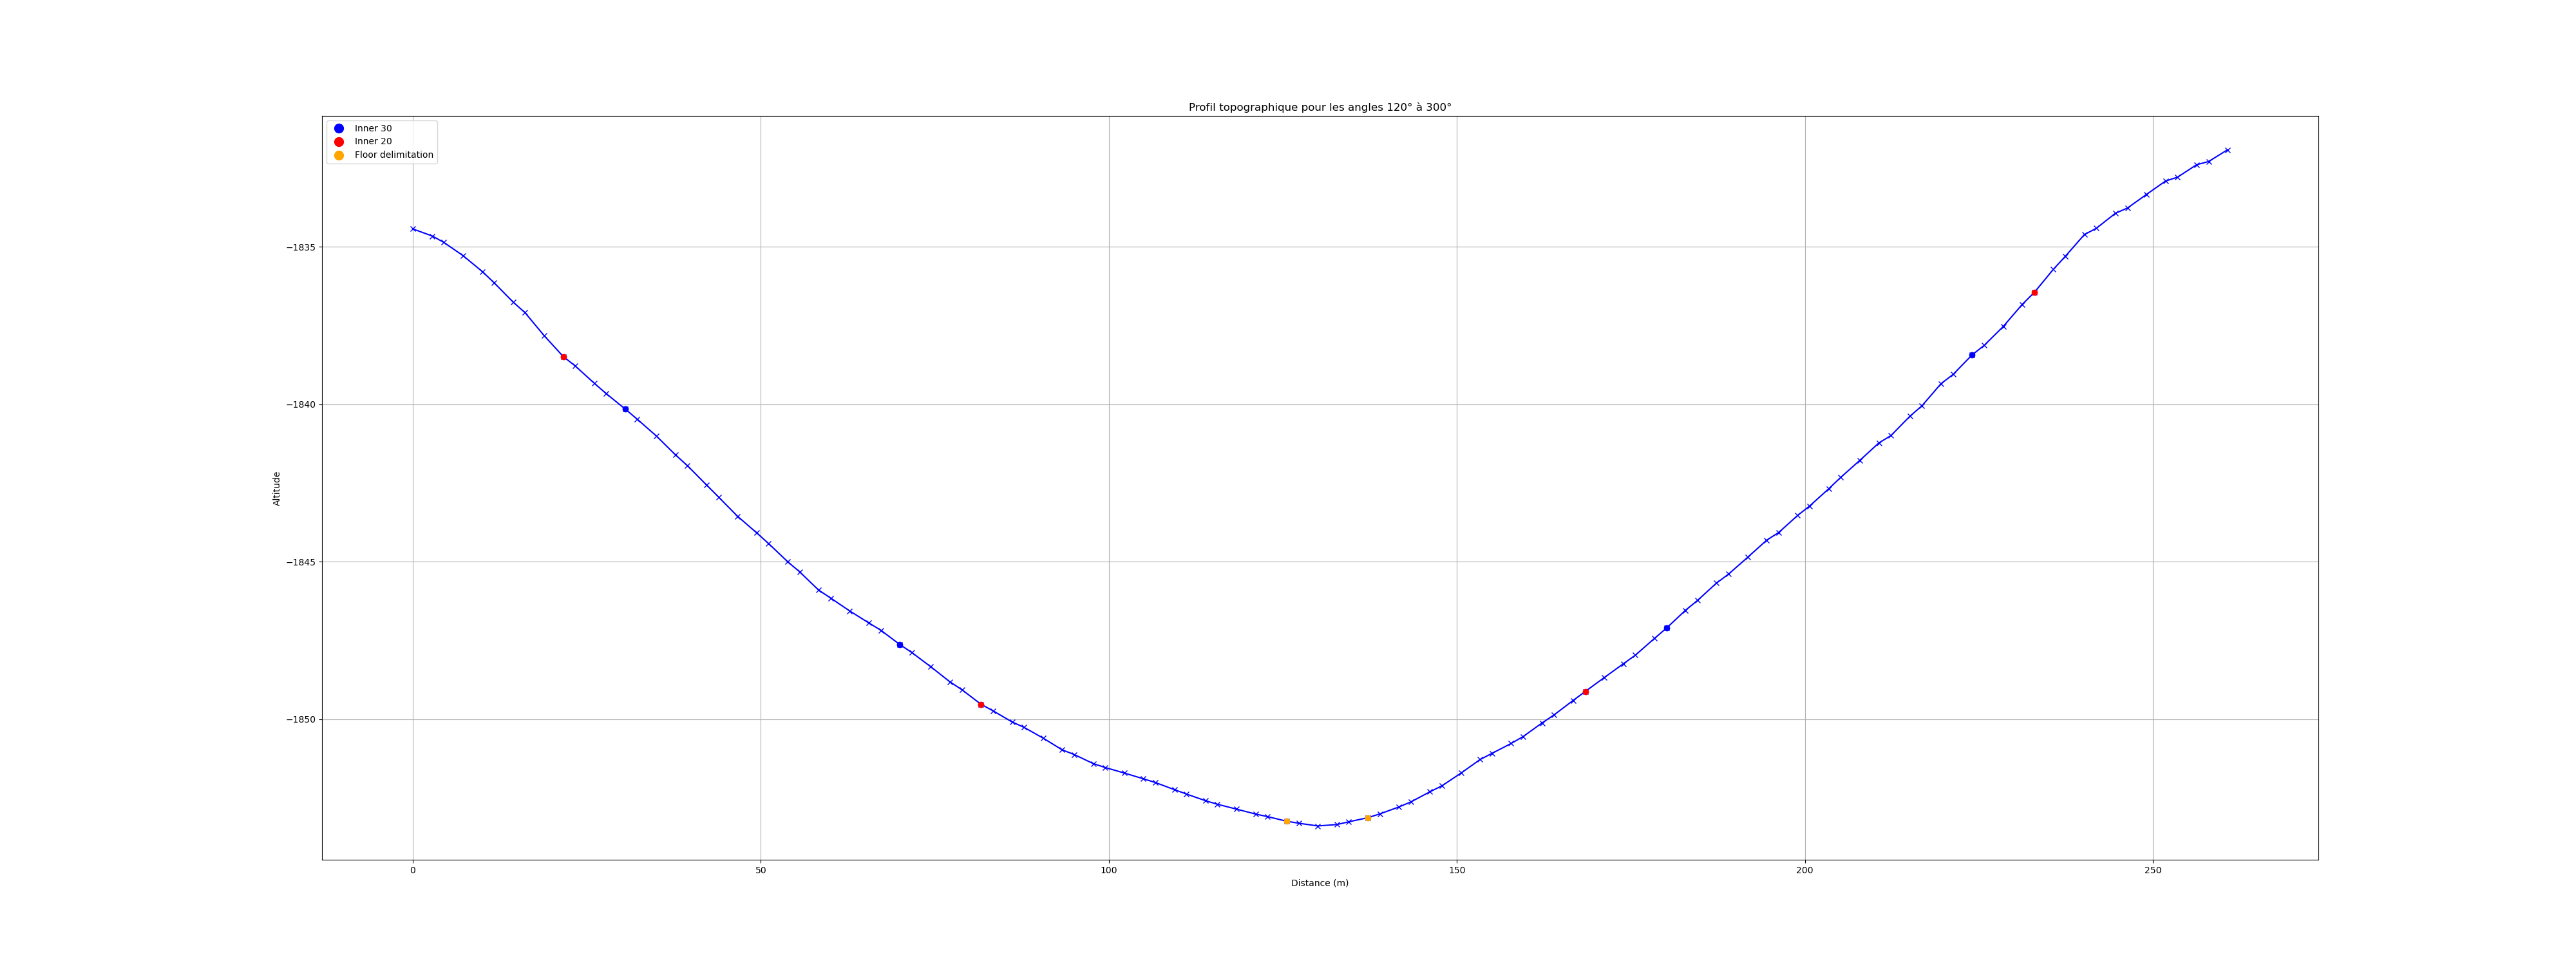 Profil topographique pour les angles 120° à 300°
Inner 30
Inner 20
Floor delimitation
Altitude
−1835
−1840
−1845
−1850
0 50 100 150 200 250
Distance (m)